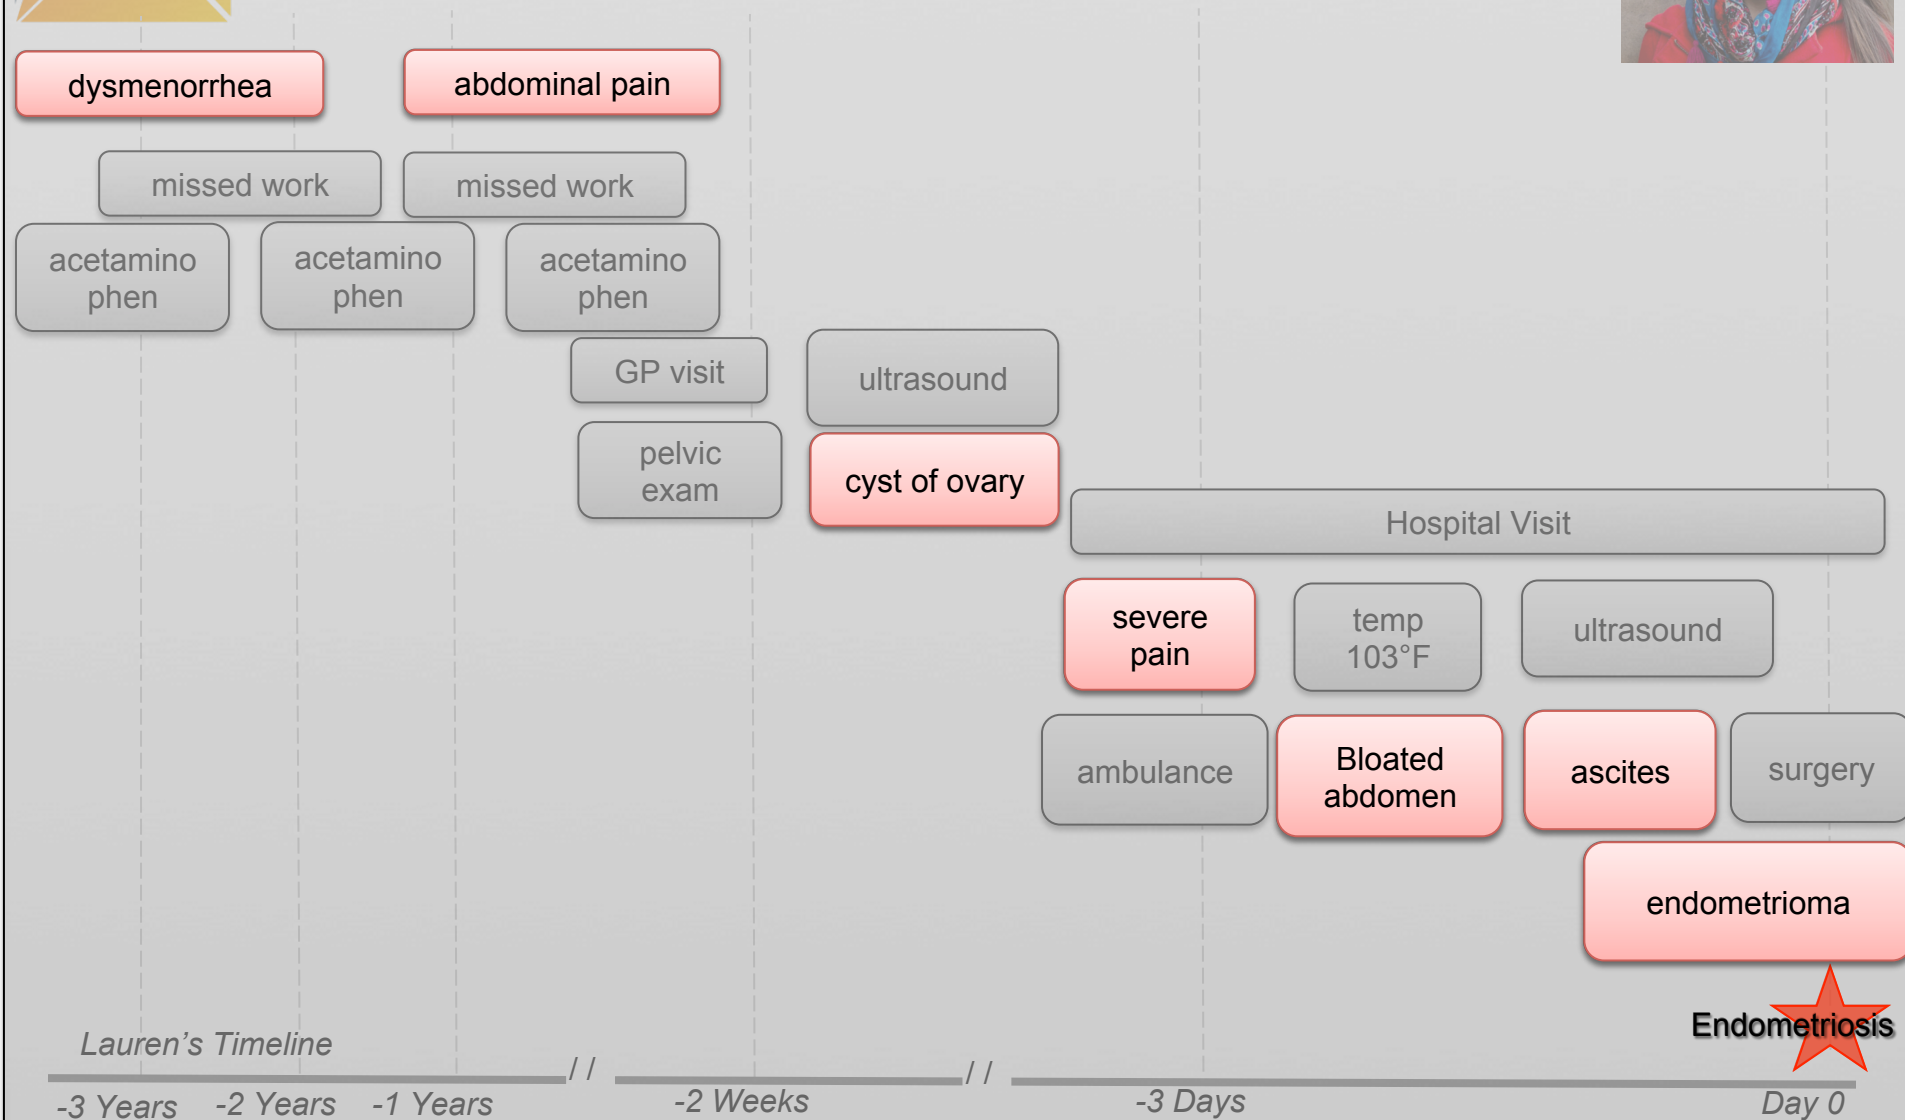 dysmenorrhea
abdominal pain
missed work
missed work
acetamino
phen
acetamino
phen
acetamino
phen
GP visit
ultrasound
pelvic
exam
cyst of ovary
Hospital Visit
severe
pain
temp
103°F
ultrasound
ambulance
Bloated
abdomen
ascites
surgery
endometrioma
Endometriosis
Lauren's Timeline
//
//
-3 Years
-2 Years
-1 Years
-2 Weeks
-3 Days
Day 0